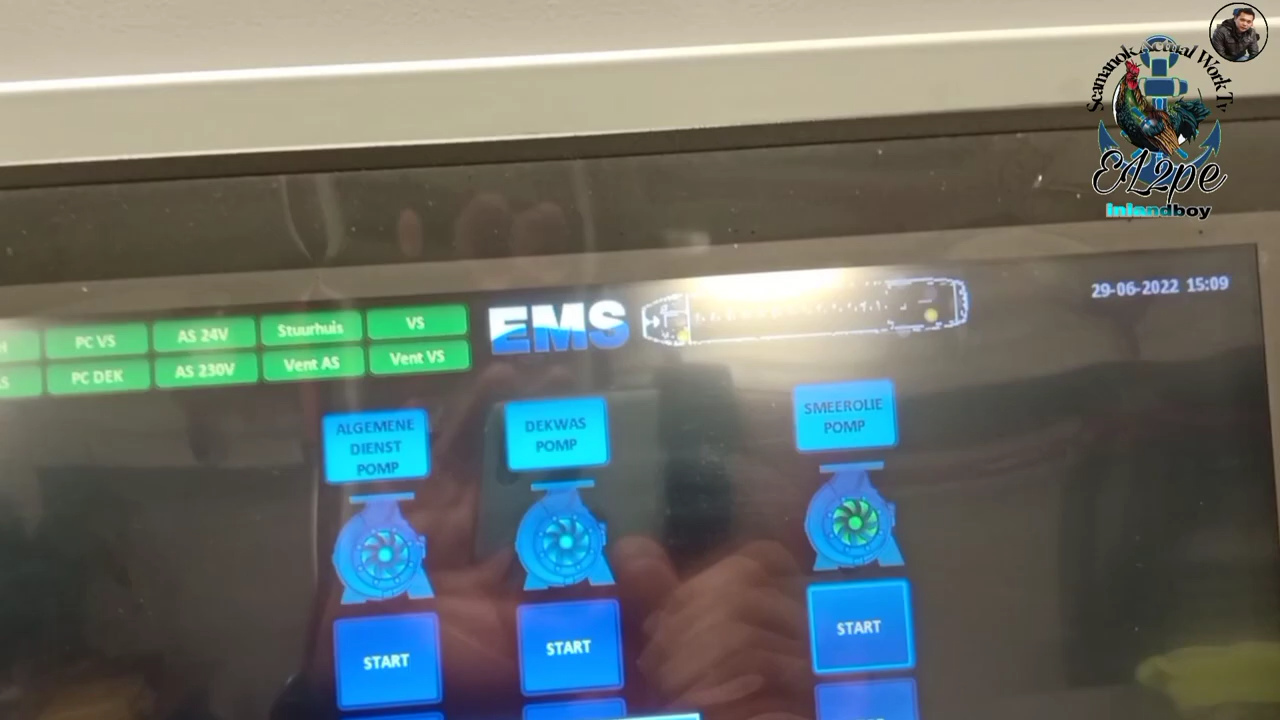 Seamanok Actual Work Tv
EL2pe
inlandboy
29-06-2022 15:09
PC VS
AS 24V
Stuurhuis
VS
EMS
PC DEK
AS 230V
Vent AS
Vent VS
ALGEMENE
DIENST
POMP
DEKWAS
POMP
SMEEROLIE
POMP
START
START
START